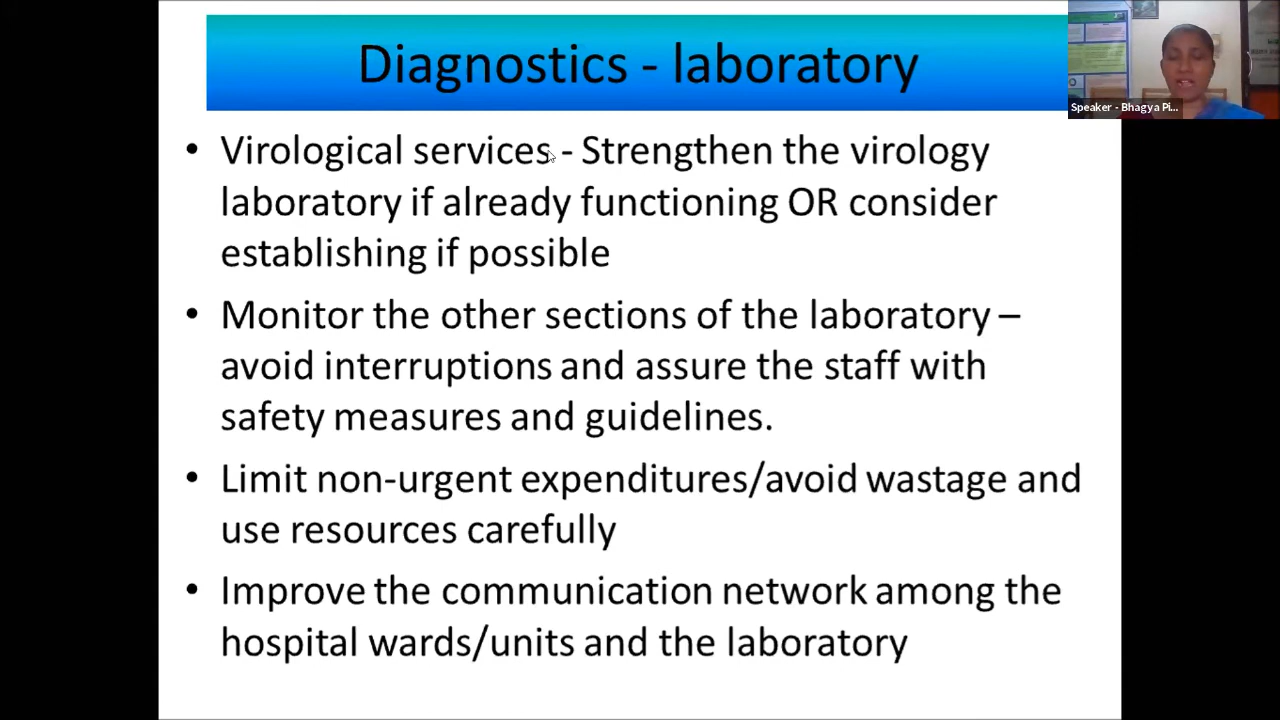 Diagnostics - laboratory
Speaker - Bhagya Pi...
• Virological services - Strengthen the virology
laboratory if already functioning OR consider
establishing if possible
• Monitor the other sections of the laboratory –
avoid interruptions and assure the staff with
safety measures and guidelines.
• Limit non-urgent expenditures/avoid wastage and
use resources carefully
• Improve the communication network among the
hospital wards/units and the laboratory